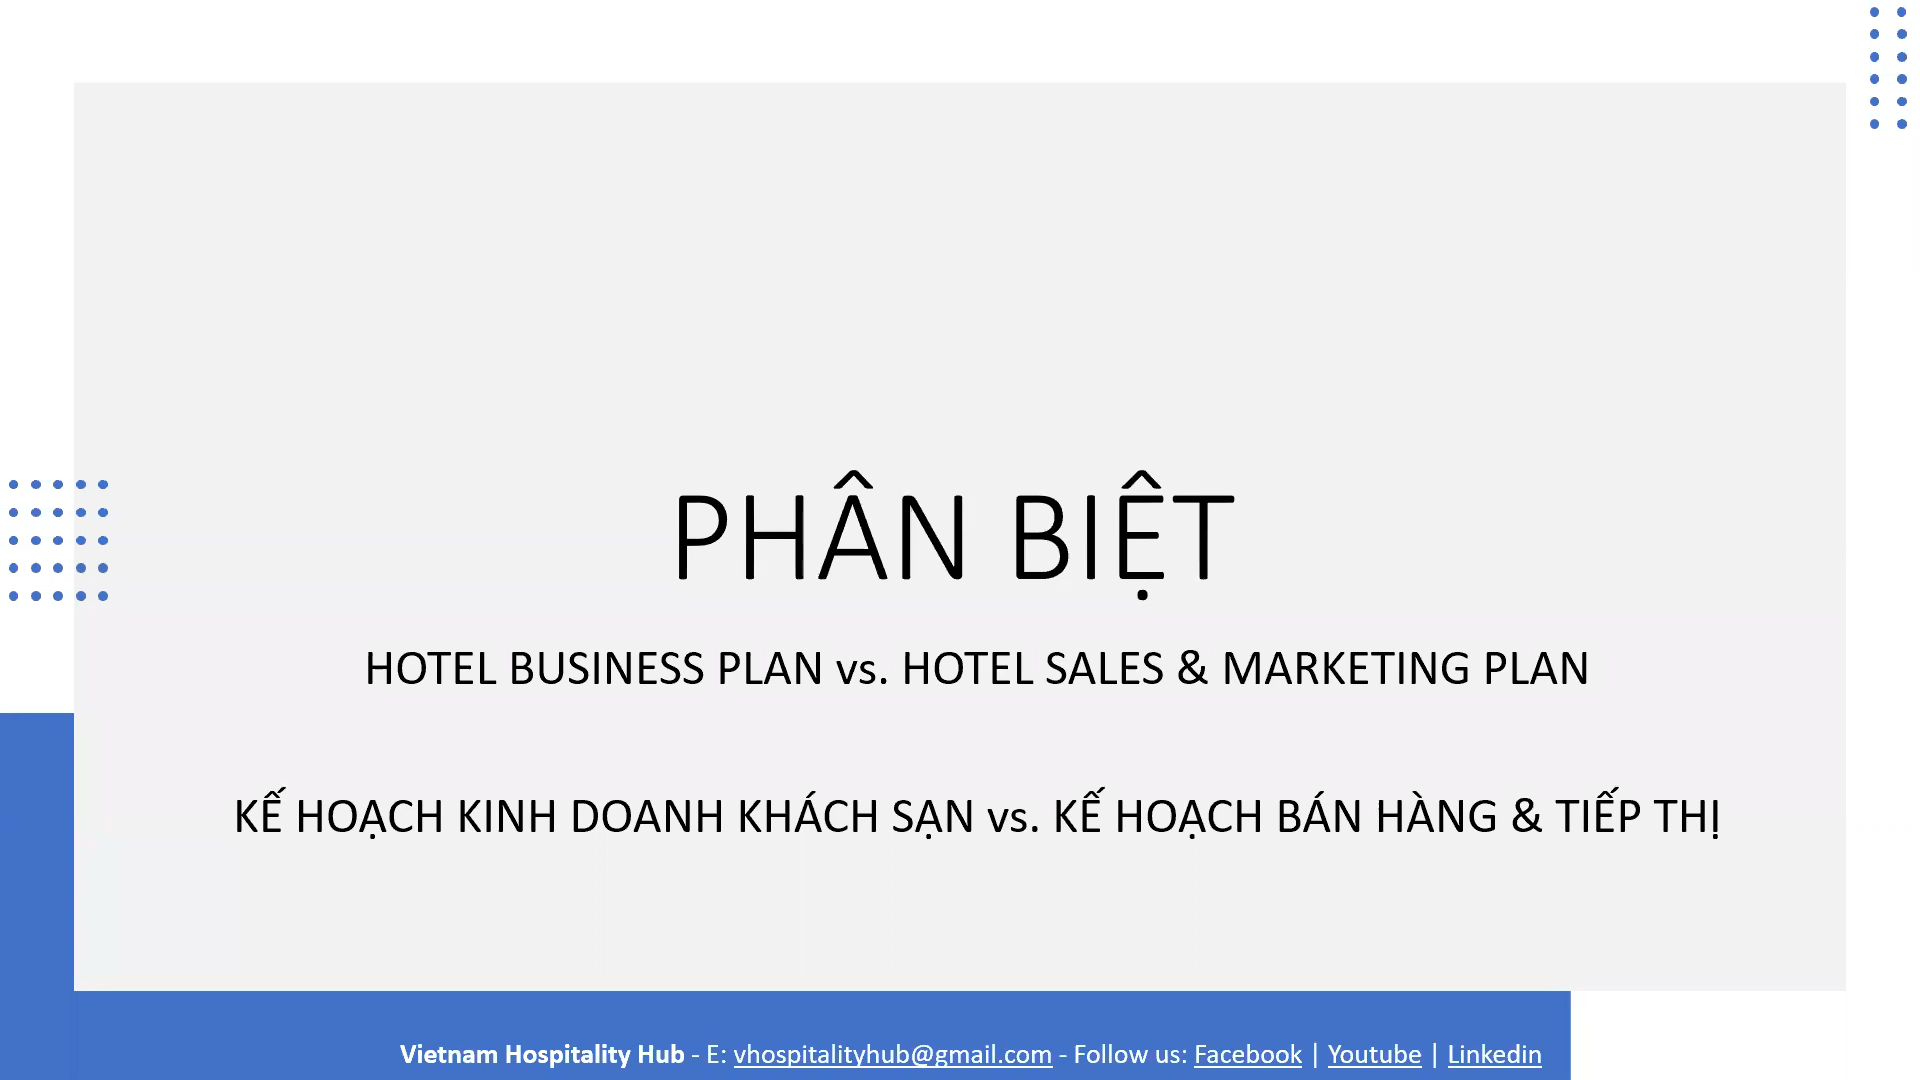 PHÂN BIỆT
HOTEL BUSINESS PLAN vs. HOTEL SALES & MARKETING PLAN
KẾ HOẠCH KINH DOANH KHÁCH SẠN vs. KẾ HOẠCH BÁN HÀNG & TIẾP THỊ
Vietnam Hospitality Hub - E: vhospitalityhub@gmail.com - Follow us: Facebook | Youtube | Linkedin